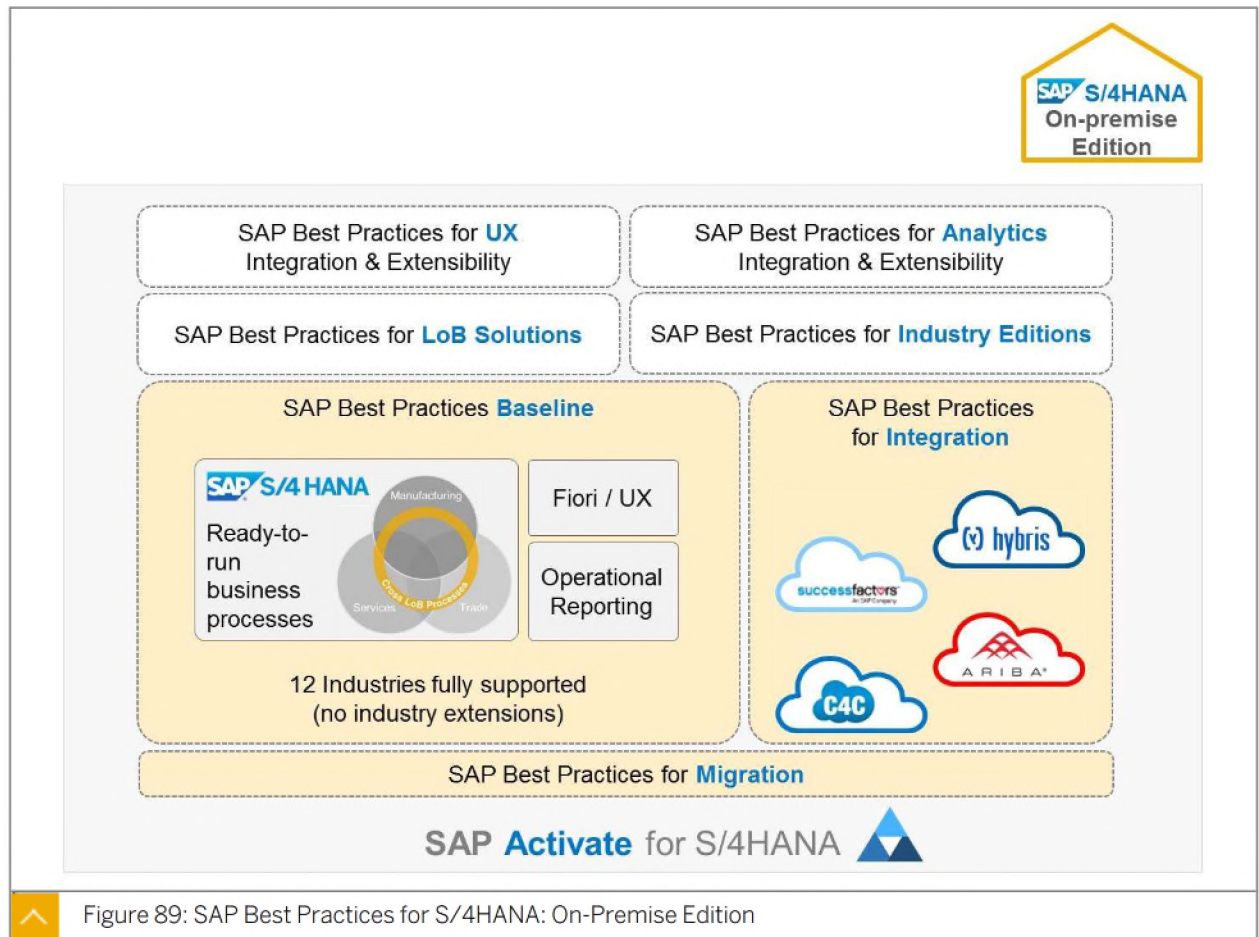 SAP S/4HANA
On-premise
Edition
SAP Best Practices for UX
Integration & Extensibility
SAP Best Practices for Analytics
Integration & Extensibility
SAP Best Practices for LoB Solutions
SAP Best Practices for Industry Editions
SAP Best Practices Baseline
SAP S/4 HANA
Ready-to-
run
business
processes
Manufacturing
Services
Trade
Cross LoB Processes
Fiori / UX
Operational
Reporting
12 Industries fully supported
(no industry extensions)
SAP Best Practices
for Integration
(y) hybris
successfactors
An SAP Company
ARIBA
C4C
SAP Best Practices for Migration
SAP Activate for S/4HANA
Figure 89: SAP Best Practices for S/4HANA: On-Premise Edition